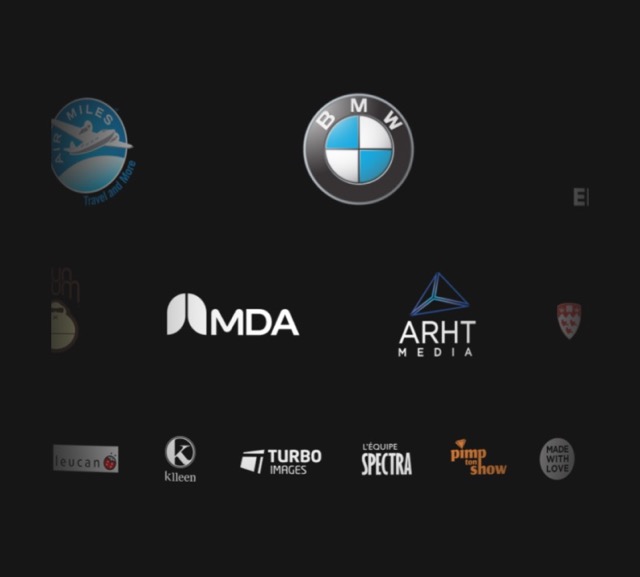 AIR MILES
Travel and More
BMW
E
MDA
ARHT
MEDIA
leucan
k
klleen
TURBO
IMAGES
L'ÉQUIPE
SPECTRA
pimp
ton
show
MADE
WITH
LOVE